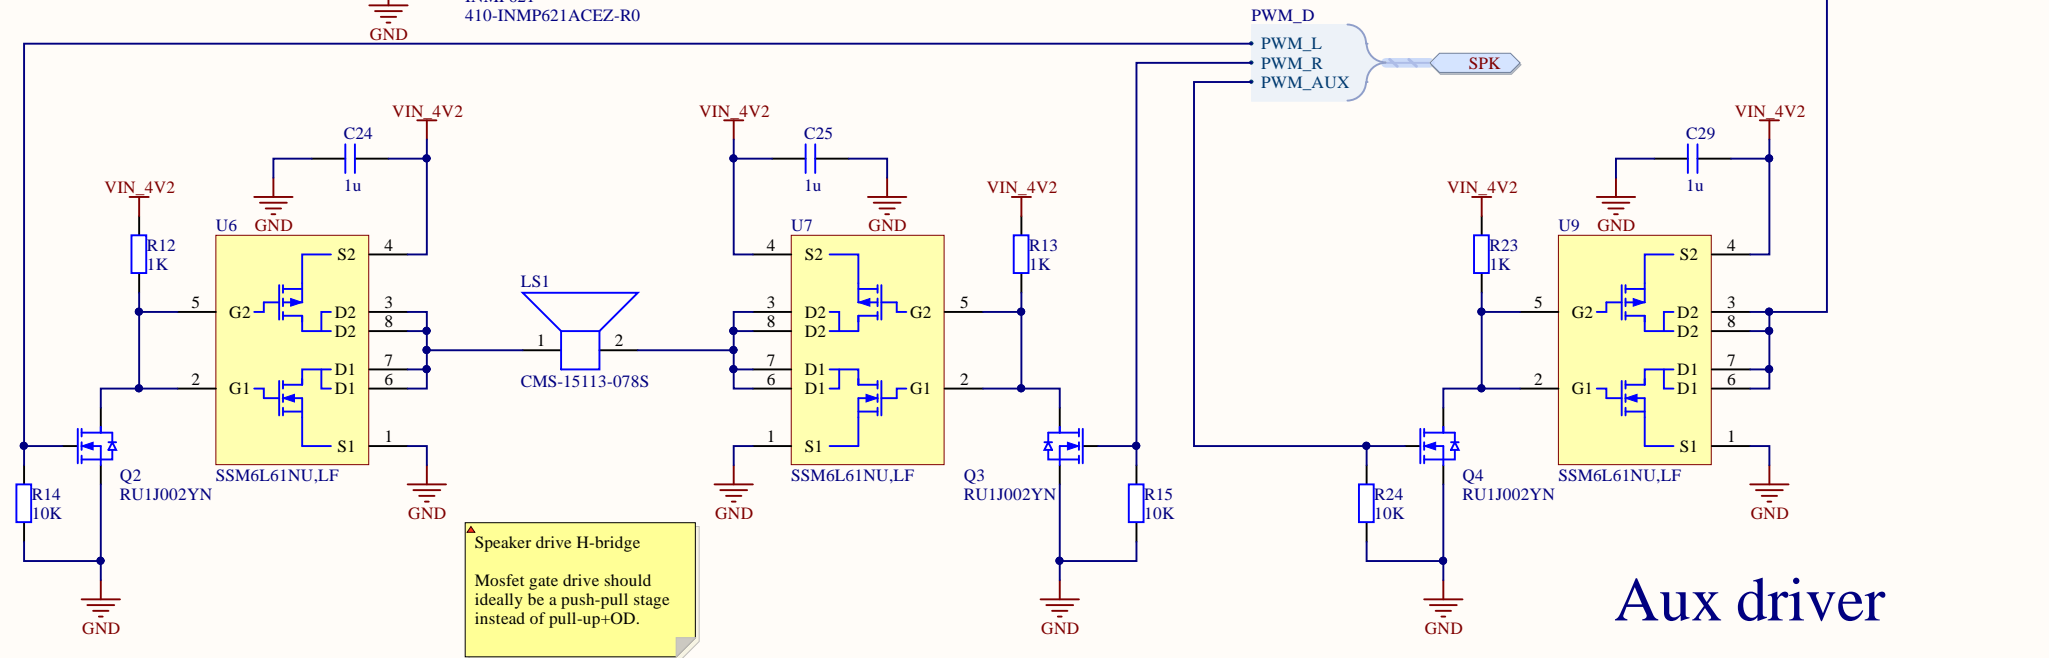 410-INMP621ACEZ-R0
GND
PWM_D
PWM_L
PWM_R
PWM_AUX
SPK
VIN_4V2
C24
1u
GND
VIN_4V2
R12
1K
U6
S2
4
5
G2
D2
3
D2
8
D1
7
2
G1
D1
6
S1
1
SSM6L61NU,LF
Q2
RU1J002YN
R14
10K
GND
GND
LS1
1
2
CMS-15113-078S
VIN_4V2
C25
1u
GND
VIN_4V2
R13
1K
U7
4
S2
3
D2
8
D2
G2
5
7
D1
6
D1
G1
2
1
S1
SSM6L61NU,LF
GND
Q3
RU1J002YN
R15
10K
GND
Speaker drive H-bridge
Mosfet gate drive should
ideally be a push-pull stage
instead of pull-up+OD.
VIN_4V2
C29
1u
GND
VIN_4V2
R23
1K
U9
S2
4
5
G2
D2
3
D2
8
D1
7
2
G1
D1
6
S1
1
SSM6L61NU,LF
Q4
RU1J002YN
R24
10K
GND
GND
Aux driver